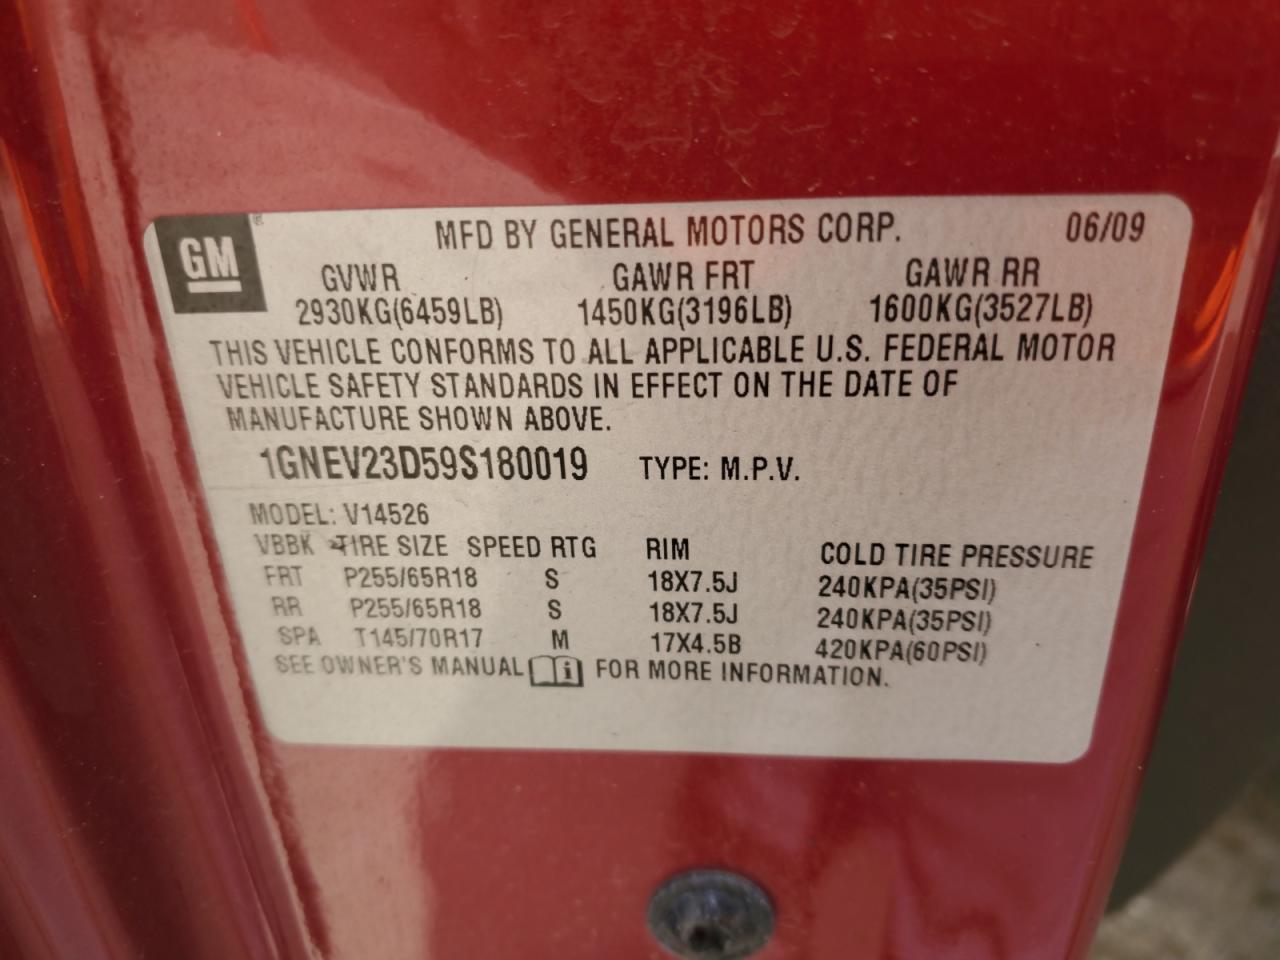 GM®
MFD BY GENERAL MOTORS CORP. 06/09
GVWR GAWR FRT GAWR RR
2930KG(6459LB) 1450KG(3196LB) 1600KG(3527LB)
THIS VEHICLE CONFORMS TO ALL APPLICABLE U.S. FEDERAL MOTOR
VEHICLE SAFETY STANDARDS IN EFFECT ON THE DATE OF
MANUFACTURE SHOWN ABOVE.
1GNEV23D59S180019 TYPE: M.P.V.
MODEL: V14526
VBBK TIRE SIZE SPEED RTG RIM COLD TIRE PRESSURE
FRT P255/65R18 S 18X7.5J 240KPA(35PSI)
RR P255/65R18 S 18X7.5J 240KPA(35PSI)
SPA T145/70R17 M 17X4.5B 420KPA(60PSI)
SEE OWNER'S MANUAL i FOR MORE INFORMATION.